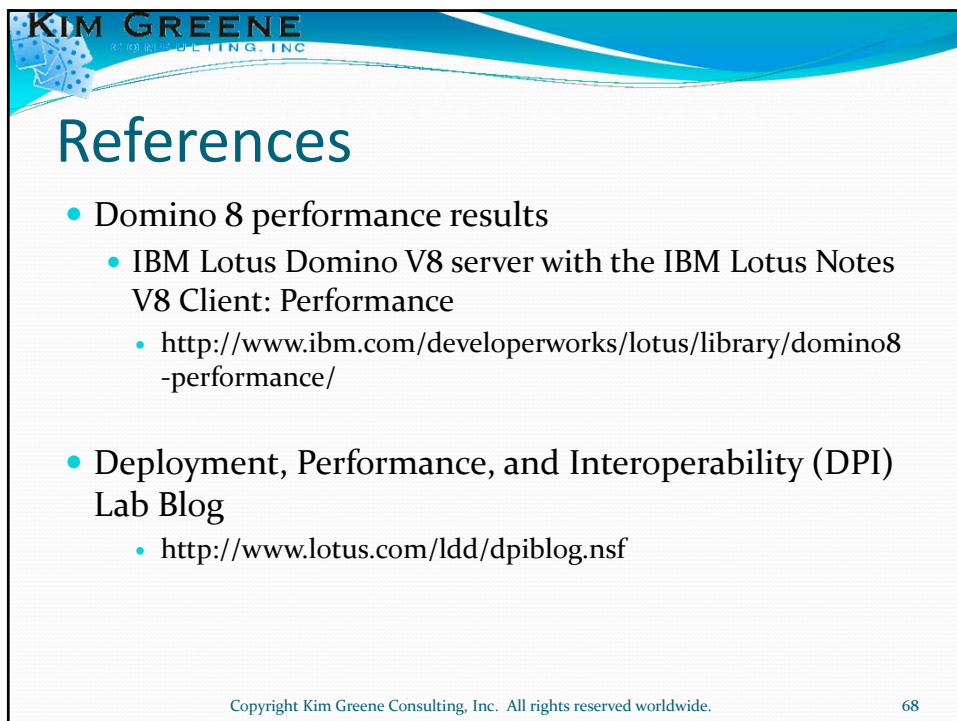 KIM GREENE
CONSULTING, INC
References
• Domino 8 performance results
• IBM Lotus Domino V8 server with the IBM Lotus Notes
V8 Client: Performance
• http://www.ibm.com/developerworks/lotus/library/domino8
-performance/
• Deployment, Performance, and Interoperability (DPI)
Lab Blog
• http://www.lotus.com/ldd/dpiblog.nsf
Copyright Kim Greene Consulting, Inc. All rights reserved worldwide.
68